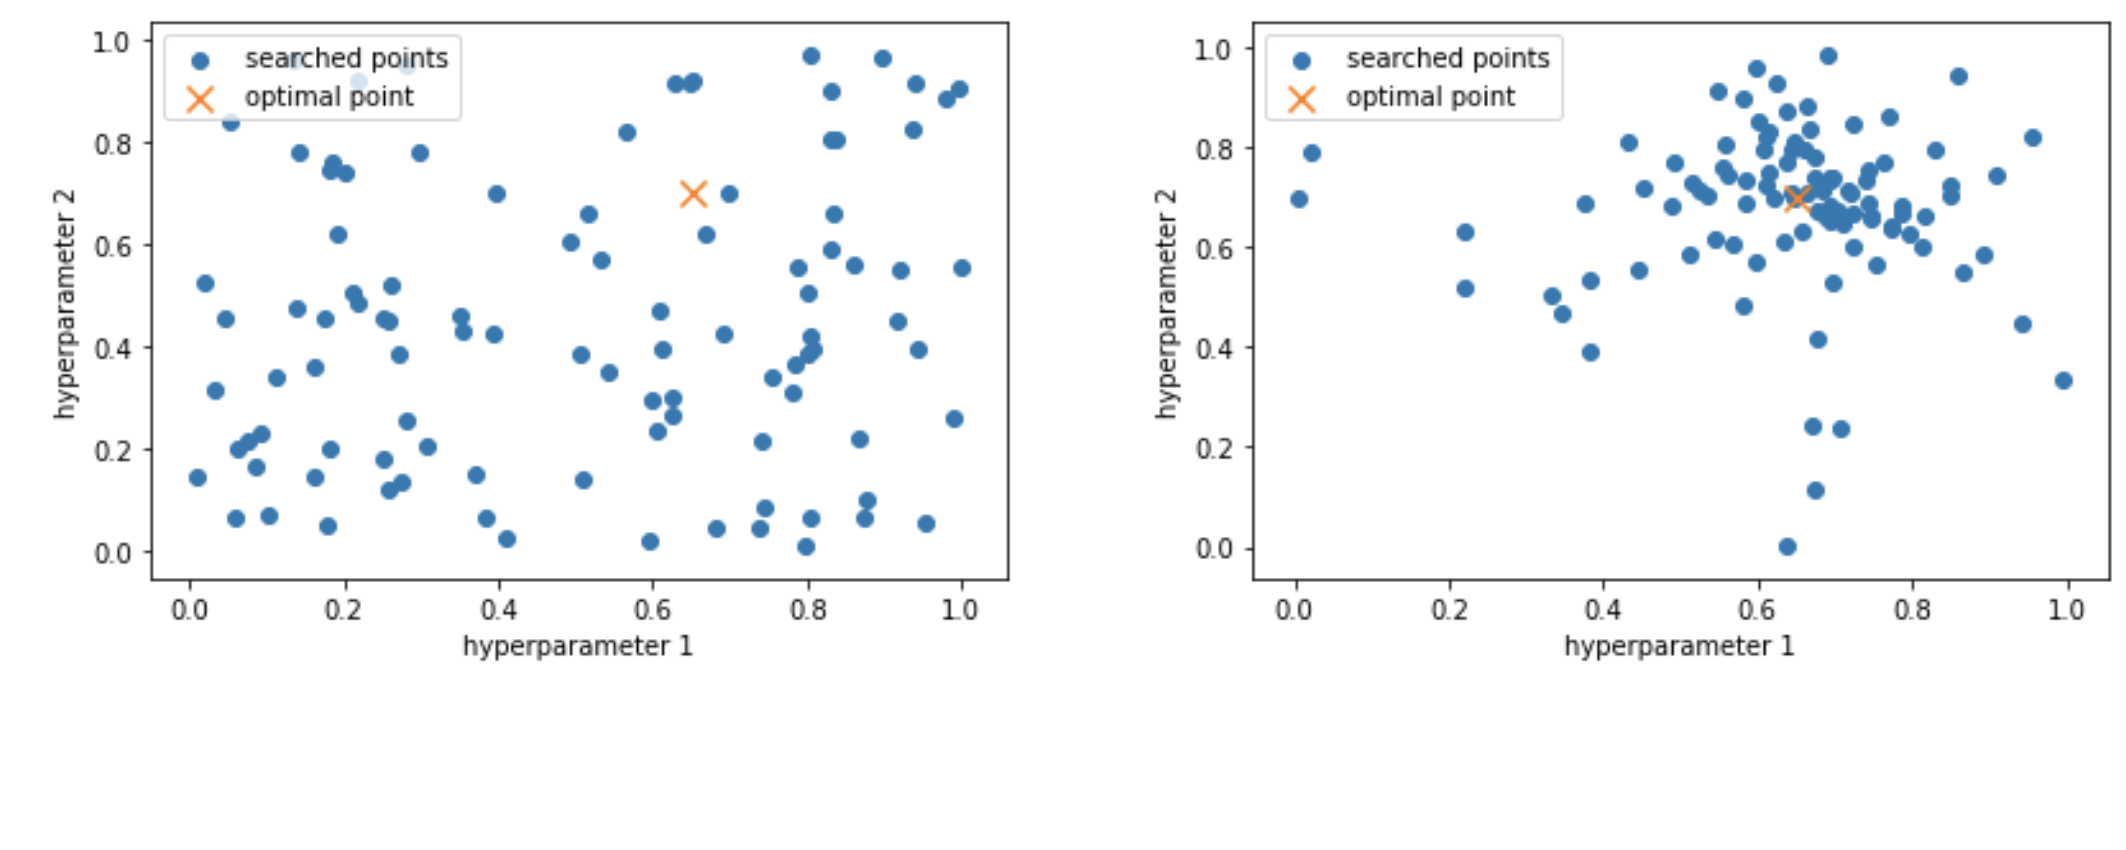 searched points
optimal point
1.0
0.8
0.6
0.4
0.2
0.0
hyperparameter 2
0.0 0.2 0.4 0.6 0.8 1.0
hyperparameter 1
searched points
optimal point
1.0
0.8
0.6
0.4
0.2
0.0
hyperparameter 2
0.0 0.2 0.4 0.6 0.8 1.0
hyperparameter 1